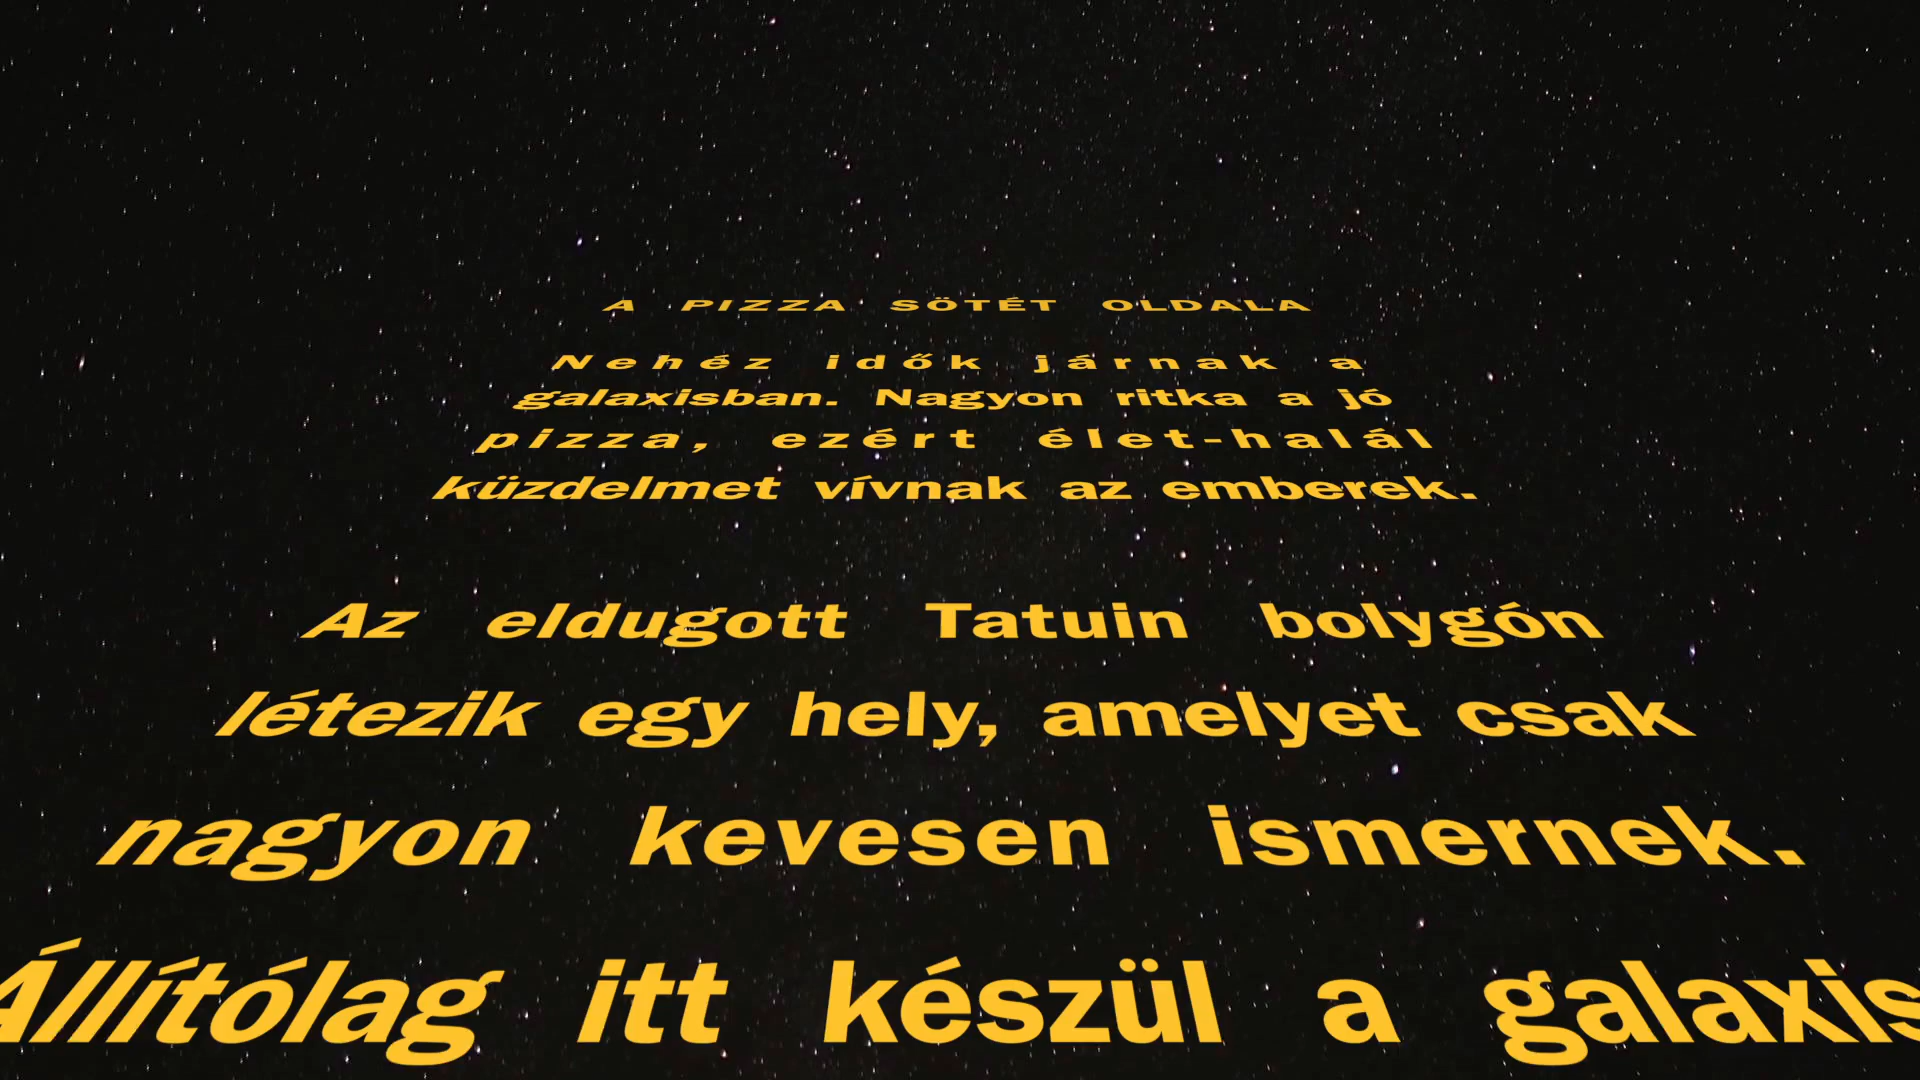 A PIZZA SÖTÉT OLDALA
Nehéz idők járnak a
galaxisban. Nagyon ritka a jó
pizza, ezért élet-halál
küzdelmet vívnak az emberek.
Az eldugott Tatuin bolygón
létezik egy hely, amelyet csak
nagyon kevesen ismernek.
Állítólag itt készül a galaxis